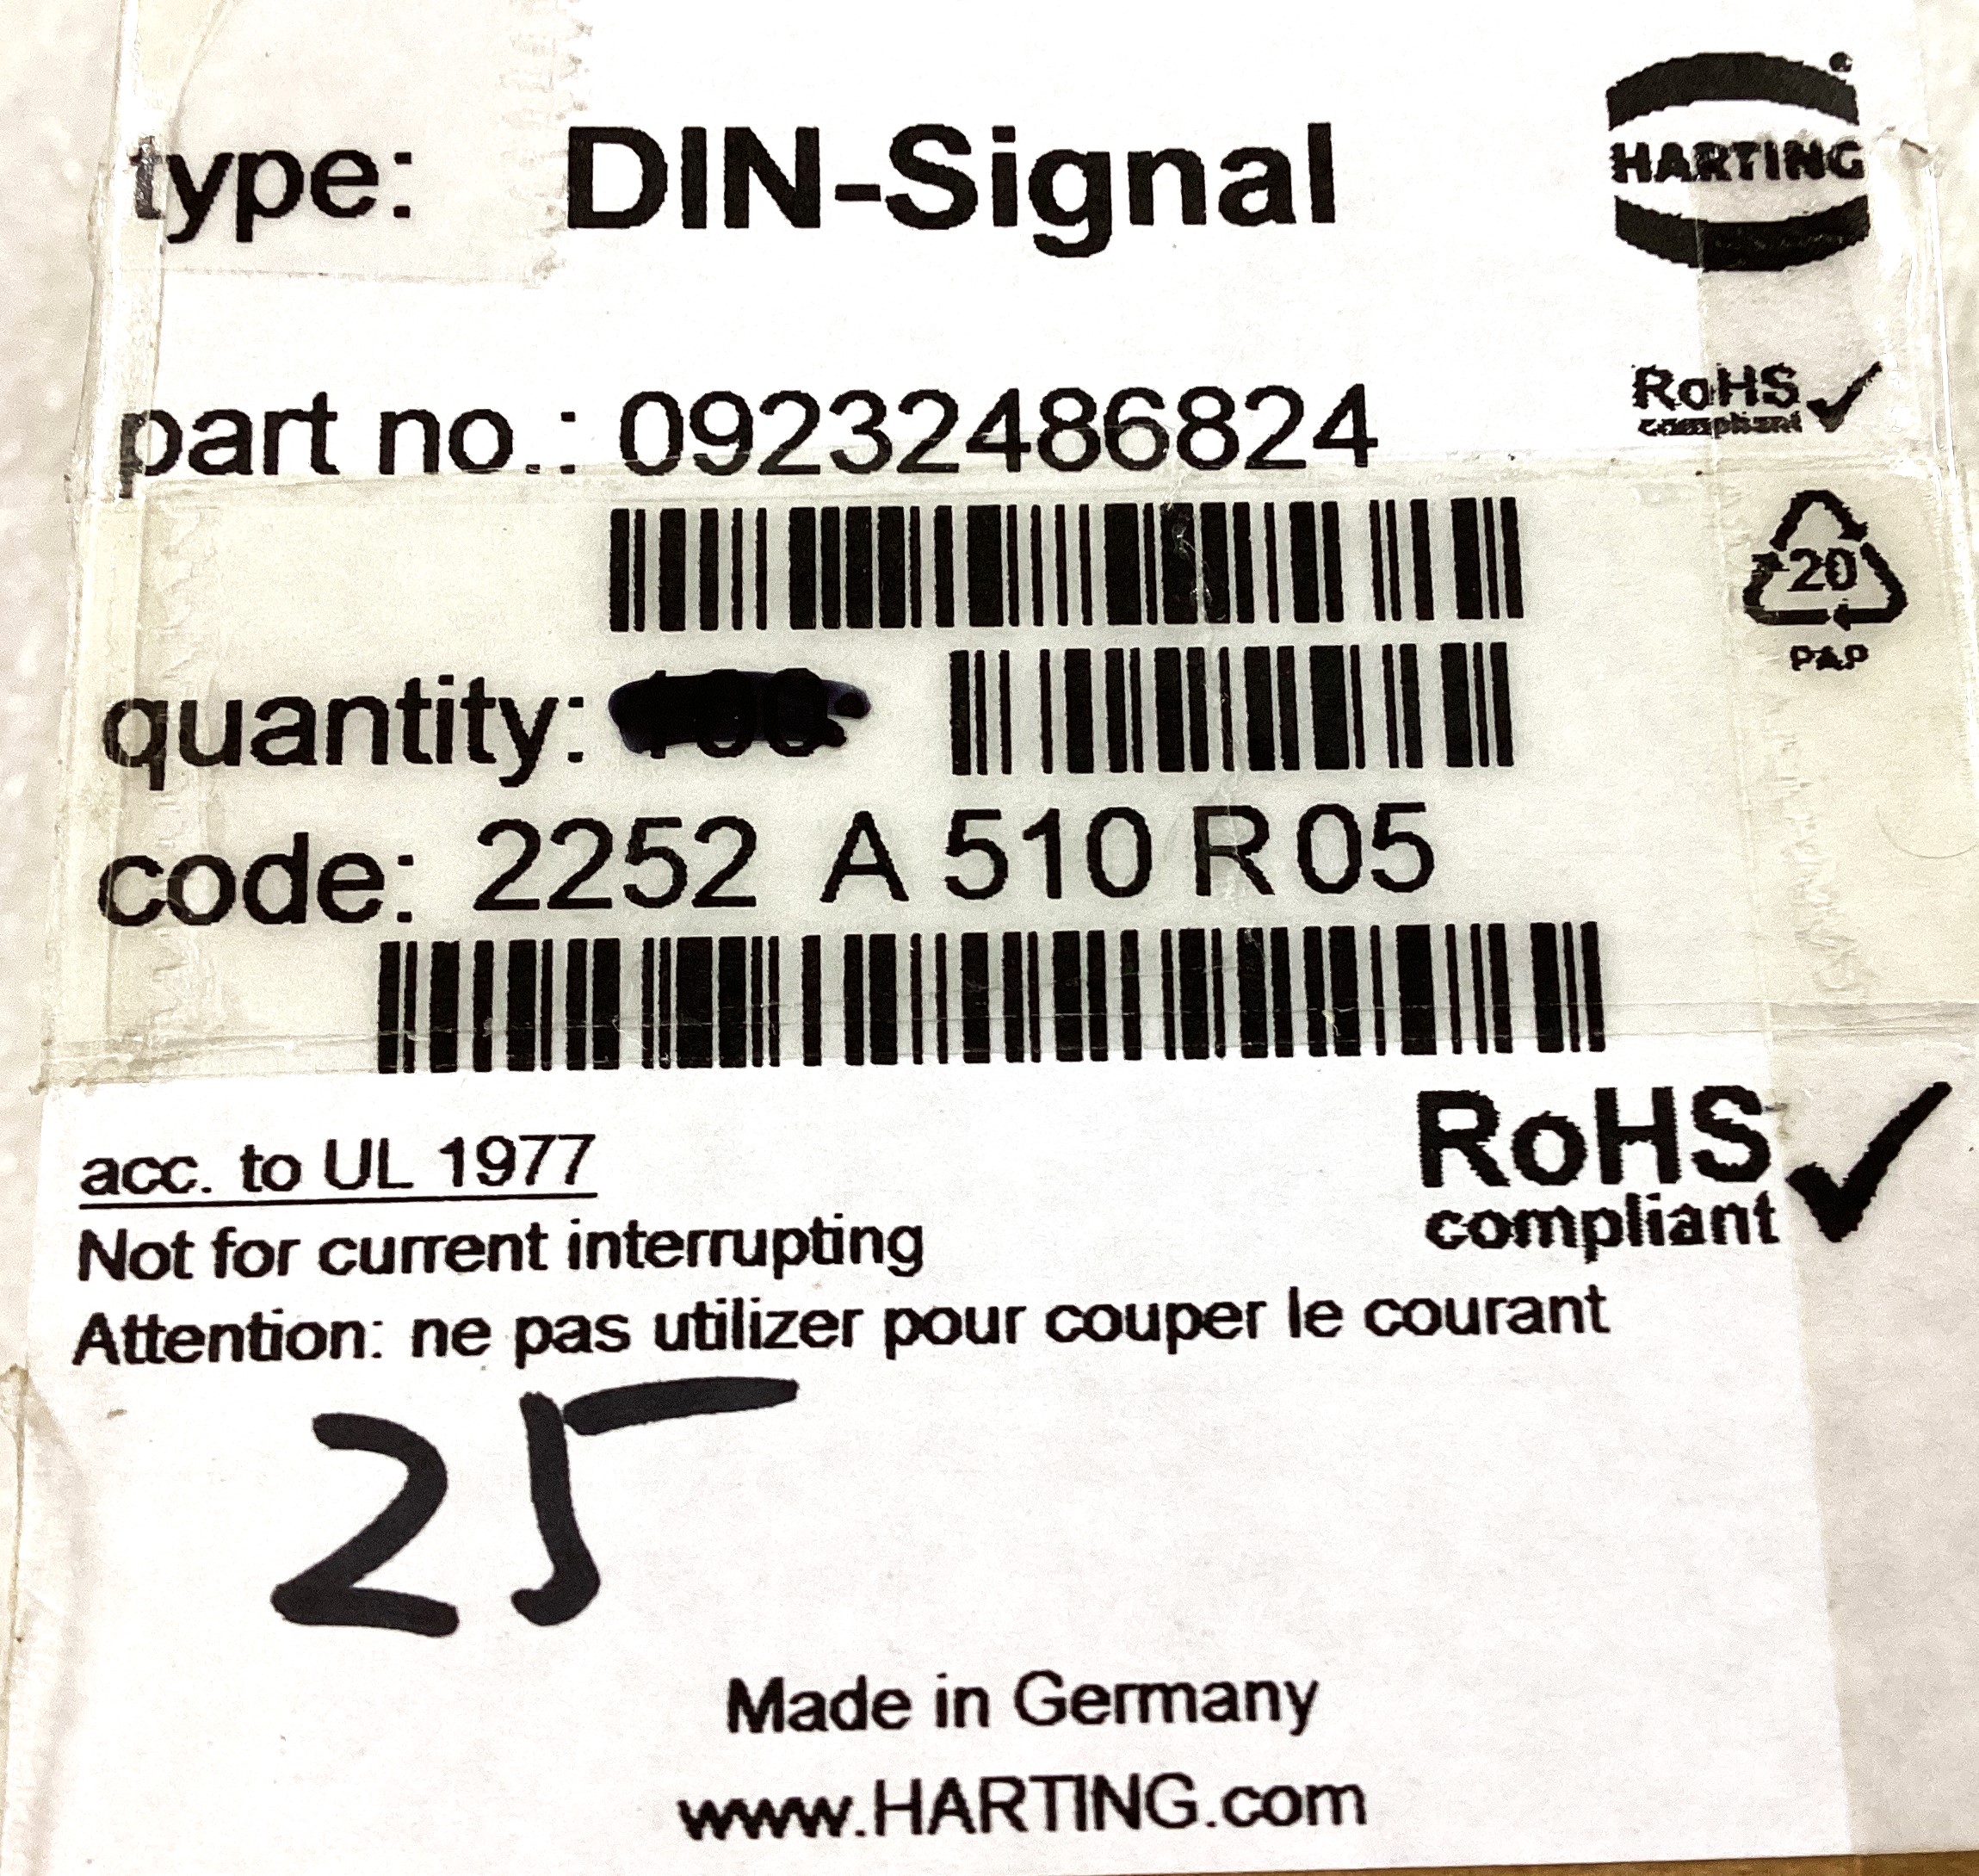 type: DIN-Signal
HARTING
part no.: 09232486824
RoHS
compliant
20
PAP
quantity:
code: 2252 A 510 R 05
acc. to UL 1977
RoHS
compliant
Not for current interrupting
Attention: ne pas utilizer pour couper le courant
25
Made in Germany
www.HARTING.com